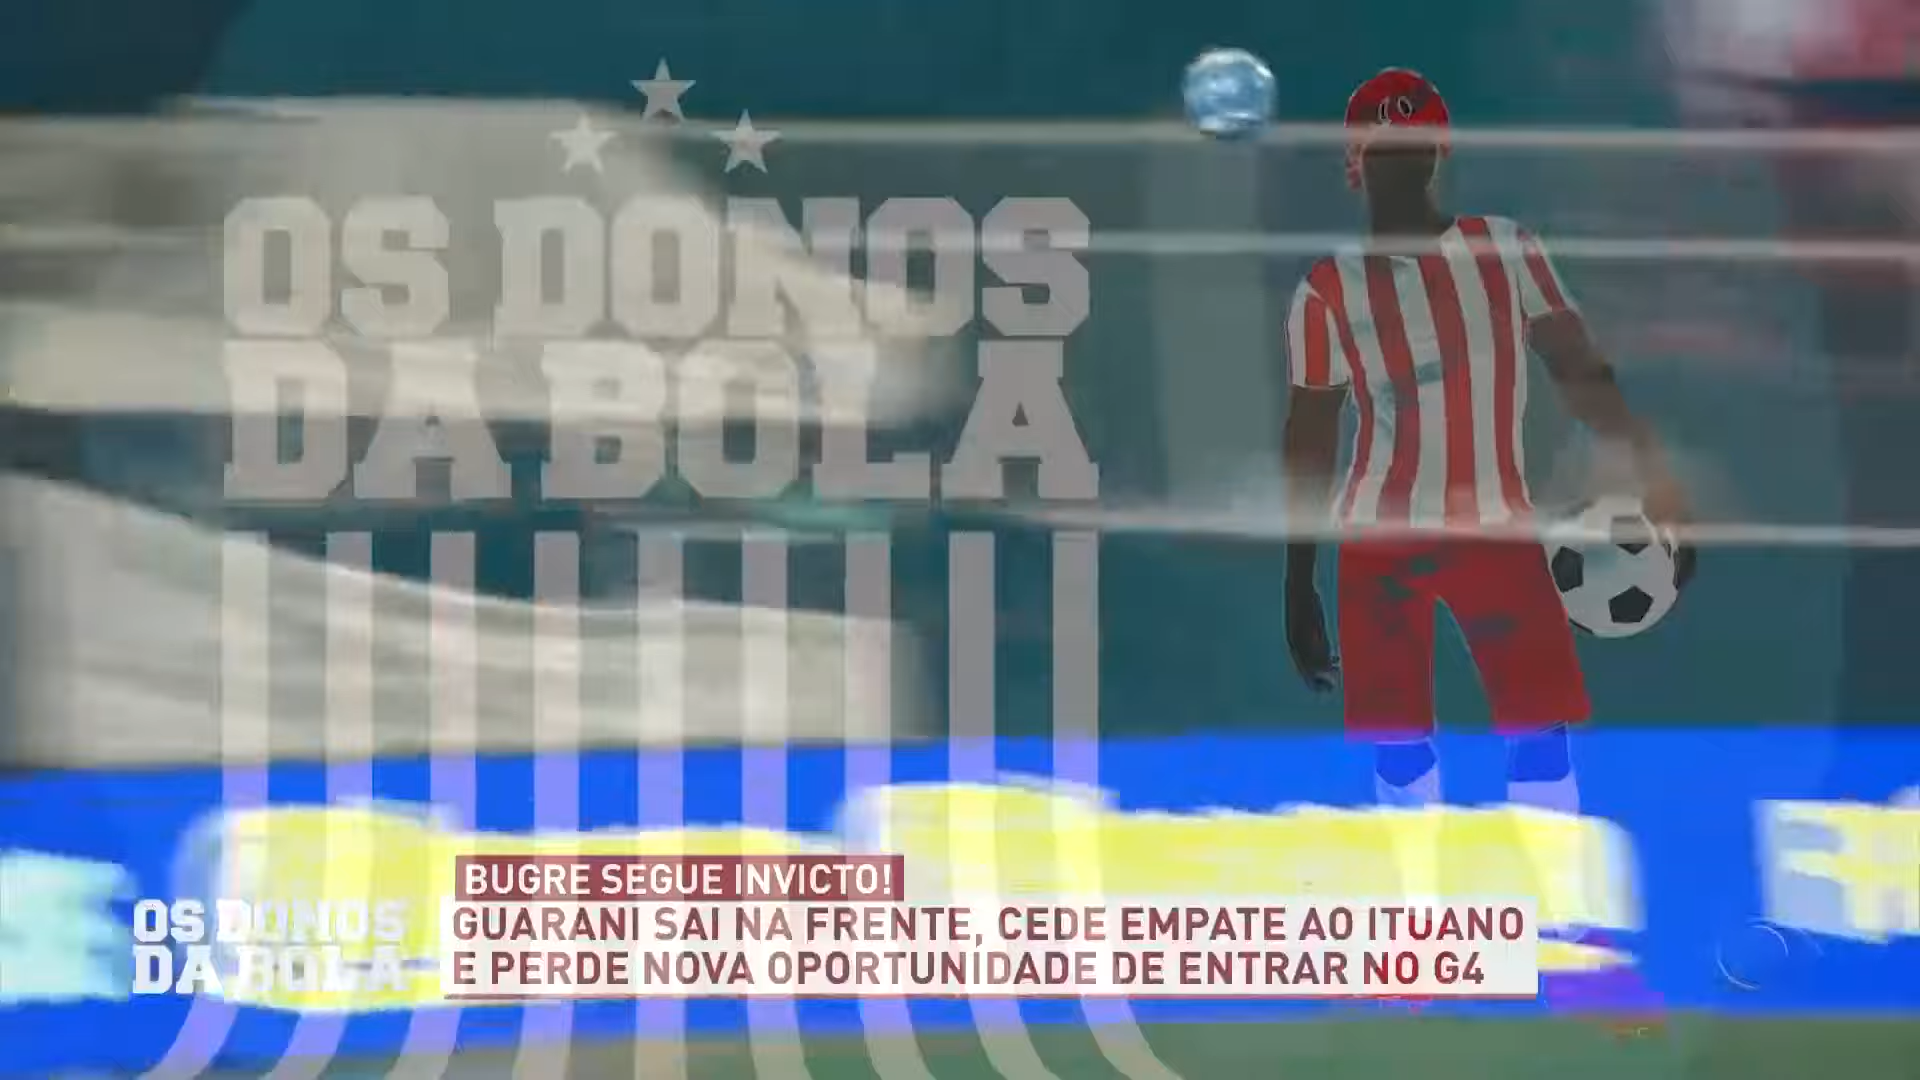 OS DONOS
DA BOLA
BUGRE SEGUE INVICTO!
OS DONOS
DA BOLA
GUARANI SAI NA FRENTE, CEDE EMPATE AO ITUANO
E PERDE NOVA OPORTUNIDADE DE ENTRAR NO G4